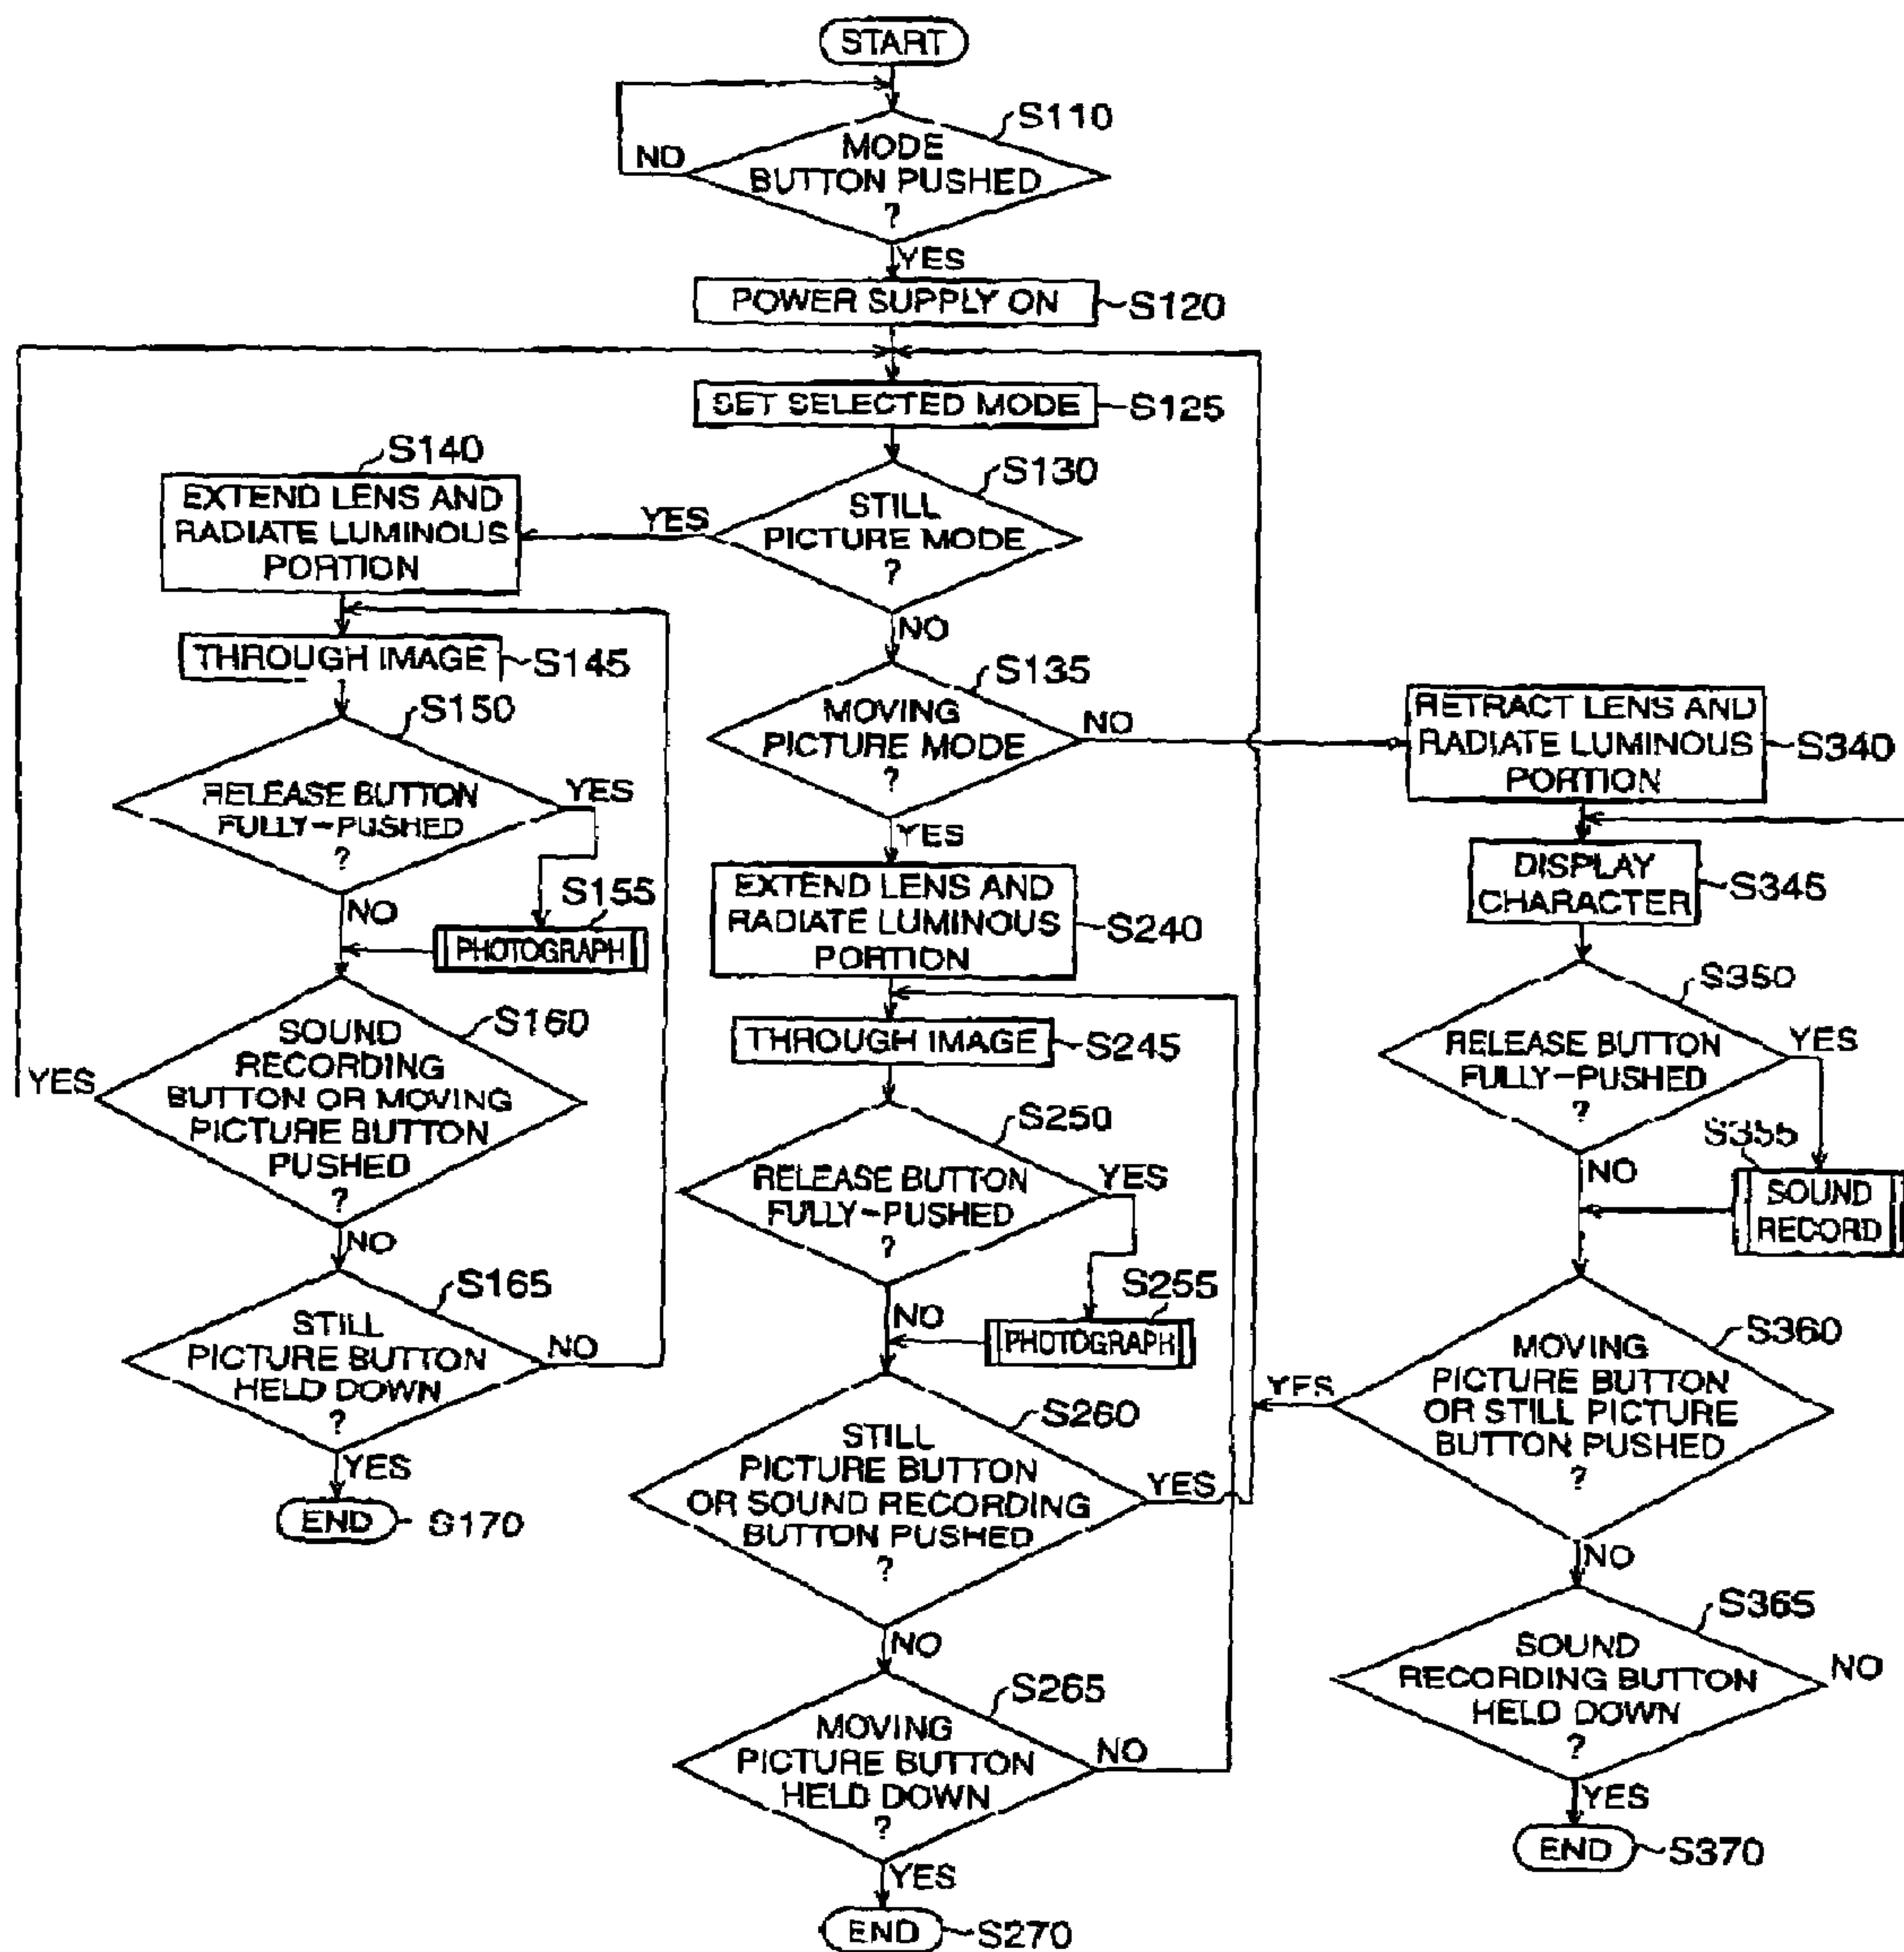 START
S110
MODE
BUTTON PUSHED
?
NO
YES
POWER SUPPLY ON
S120
SET SELECTED MODE
S125
S130
STILL
PICTURE MODE
?
YES
NO
S140
EXTEND LENS AND
RADIATE LUMINOUS
PORTION
THROUGH IMAGE
S145
S150
RELEASE BUTTON
FULLY-PUSHED
?
YES
NO
S155
PHOTOGRAPH
S160
SOUND
RECORDING
BUTTON OR MOVING
PICTURE BUTTON
PUSHED
?
YES
NO
S165
STILL
PICTURE BUTTON
HELD DOWN
?
NO
YES
END
S170
S135
MOVING
PICTURE MODE
?
NO
YES
EXTEND LENS AND
RADIATE LUMINOUS
PORTION
S240
THROUGH IMAGE
S245
S250
RELEASE BUTTON
FULLY-PUSHED
?
YES
NO
S255
PHOTOGRAPH
S260
STILL
PICTURE BUTTON
OR SOUND RECORDING
BUTTON PUSHED
?
YES
NO
S265
MOVING
PICTURE BUTTON
HELD DOWN
?
NO
YES
END
S270
RETRACT LENS AND
RADIATE LUMINOUS
PORTION
S340
DISPLAY
CHARACTER
S345
S350
RELEASE BUTTON
FULLY-PUSHED
?
YES
NO
S355
SOUND
RECORD
S360
MOVING
PICTURE BUTTON
OR STILL PICTURE
BUTTON PUSHED
?
YES
NO
S365
SOUND
RECORDING BUTTON
HELD DOWN
?
NO
YES
END
S370